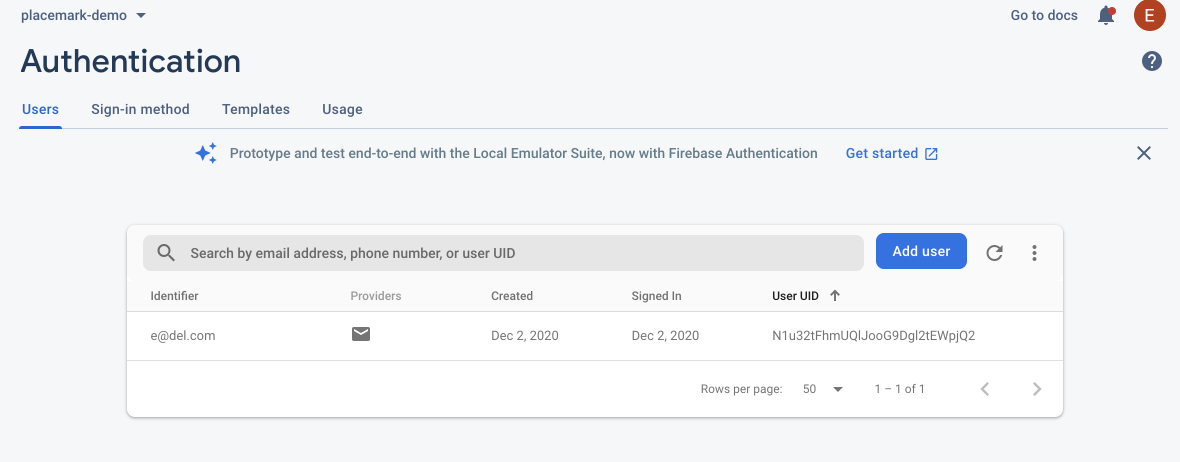 placemark-demo Go to docs E
Authentication
Users Sign-in method Templates Usage
Prototype and test end-to-end with the Local Emulator Suite, now with Firebase Authentication Get started
Search by email address, phone number, or user UID Add user
Identifier Providers Created Signed In User UID
e@del.com Dec 2, 2020 Dec 2, 2020 N1u32tFhmUQlJooG9Dgl2tEWpjQ2
Rows per page: 50 1 – 1 of 1